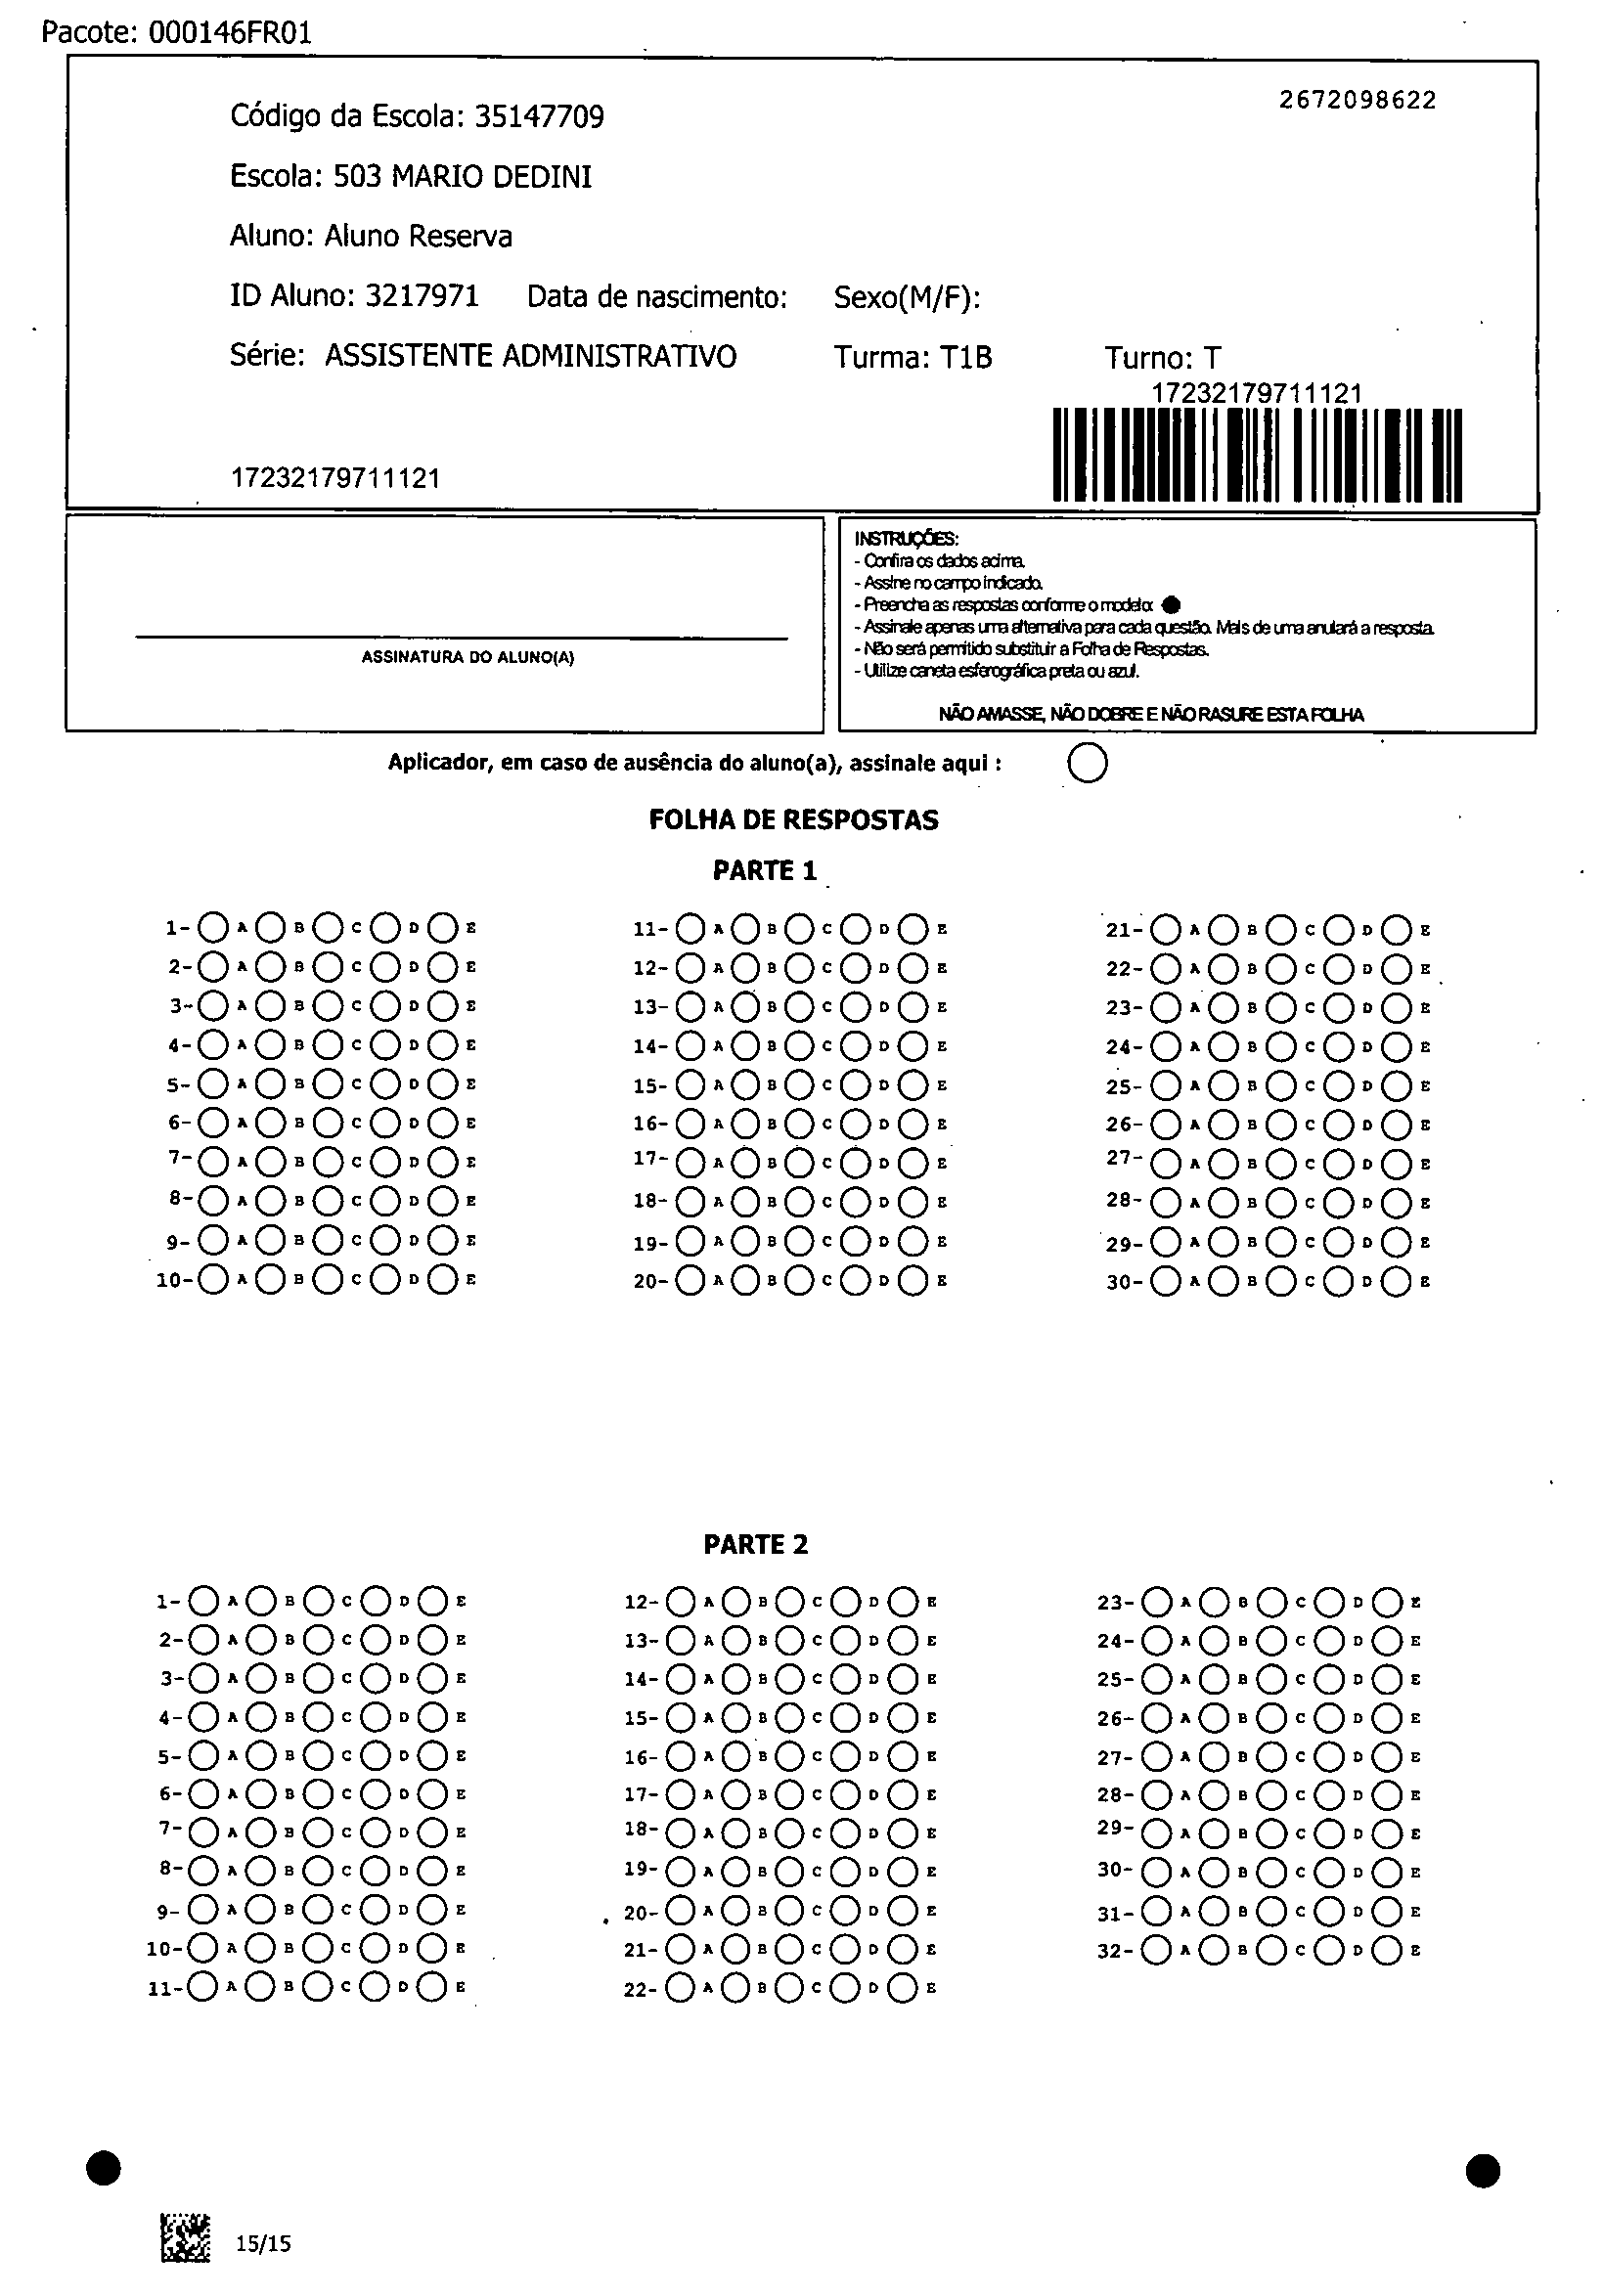 Pacote: 000146FR01
2672098622
Código da Escola: 35147709
Escola: 503 MARIO DEDINI
Aluno: Aluno Reserva
ID Aluno: 3217971 Data de nascimento: Sexo(M/F):
Série: ASSISTENTE ADMINISTRATIVO Turma: T1B Turno: T
17232179711121
17232179711121
ASSINATURA DO ALUNO(A)
INSTRUÇÕES:
- Confira os dados acima.
- Assine no campo indicado.
- Preencha as respostas conforme o modelo:
- Assinale apenas uma alternativa para cada questão. Mais de uma anulará a resposta.
- Não será permitido substituir a Folha de Respostas.
- Utilize caneta esferográfica preta ou azul.
NÃO AMASSE, NÃO DOBRE E NÃO RASURE ESTA FOLHA
Aplicador, em caso de ausência do aluno(a), assinale aqui :
FOLHA DE RESPOSTAS
PARTE 1
1- A B C D E 11- A B C D E 21- A B C D E
2- A B C D E 12- A B C D E 22- A B C D E
3- A B C D E 13- A B C D E 23- A B C D E
4- A B C D E 14- A B C D E 24- A B C D E
5- A B C D E 15- A B C D E 25- A B C D E
6- A B C D E 16- A B C D E 26- A B C D E
7- A B C D E 17- A B C D E 27- A B C D E
8- A B C D E 18- A B C D E 28- A B C D E
9- A B C D E 19- A B C D E 29- A B C D E
10- A B C D E 20- A B C D E 30- A B C D E
PARTE 2
1- A B C D E 12- A B C D E 23- A B C D E
2- A B C D E 13- A B C D E 24- A B C D E
3- A B C D E 14- A B C D E 25- A B C D E
4- A B C D E 15- A B C D E 26- A B C D E
5- A B C D E 16- A B C D E 27- A B C D E
6- A B C D E 17- A B C D E 28- A B C D E
7- A B C D E 18- A B C D E 29- A B C D E
8- A B C D E 19- A B C D E 30- A B C D E
9- A B C D E 20- A B C D E 31- A B C D E
10- A B C D E 21- A B C D E 32- A B C D E
11- A B C D E 22- A B C D E
15/15